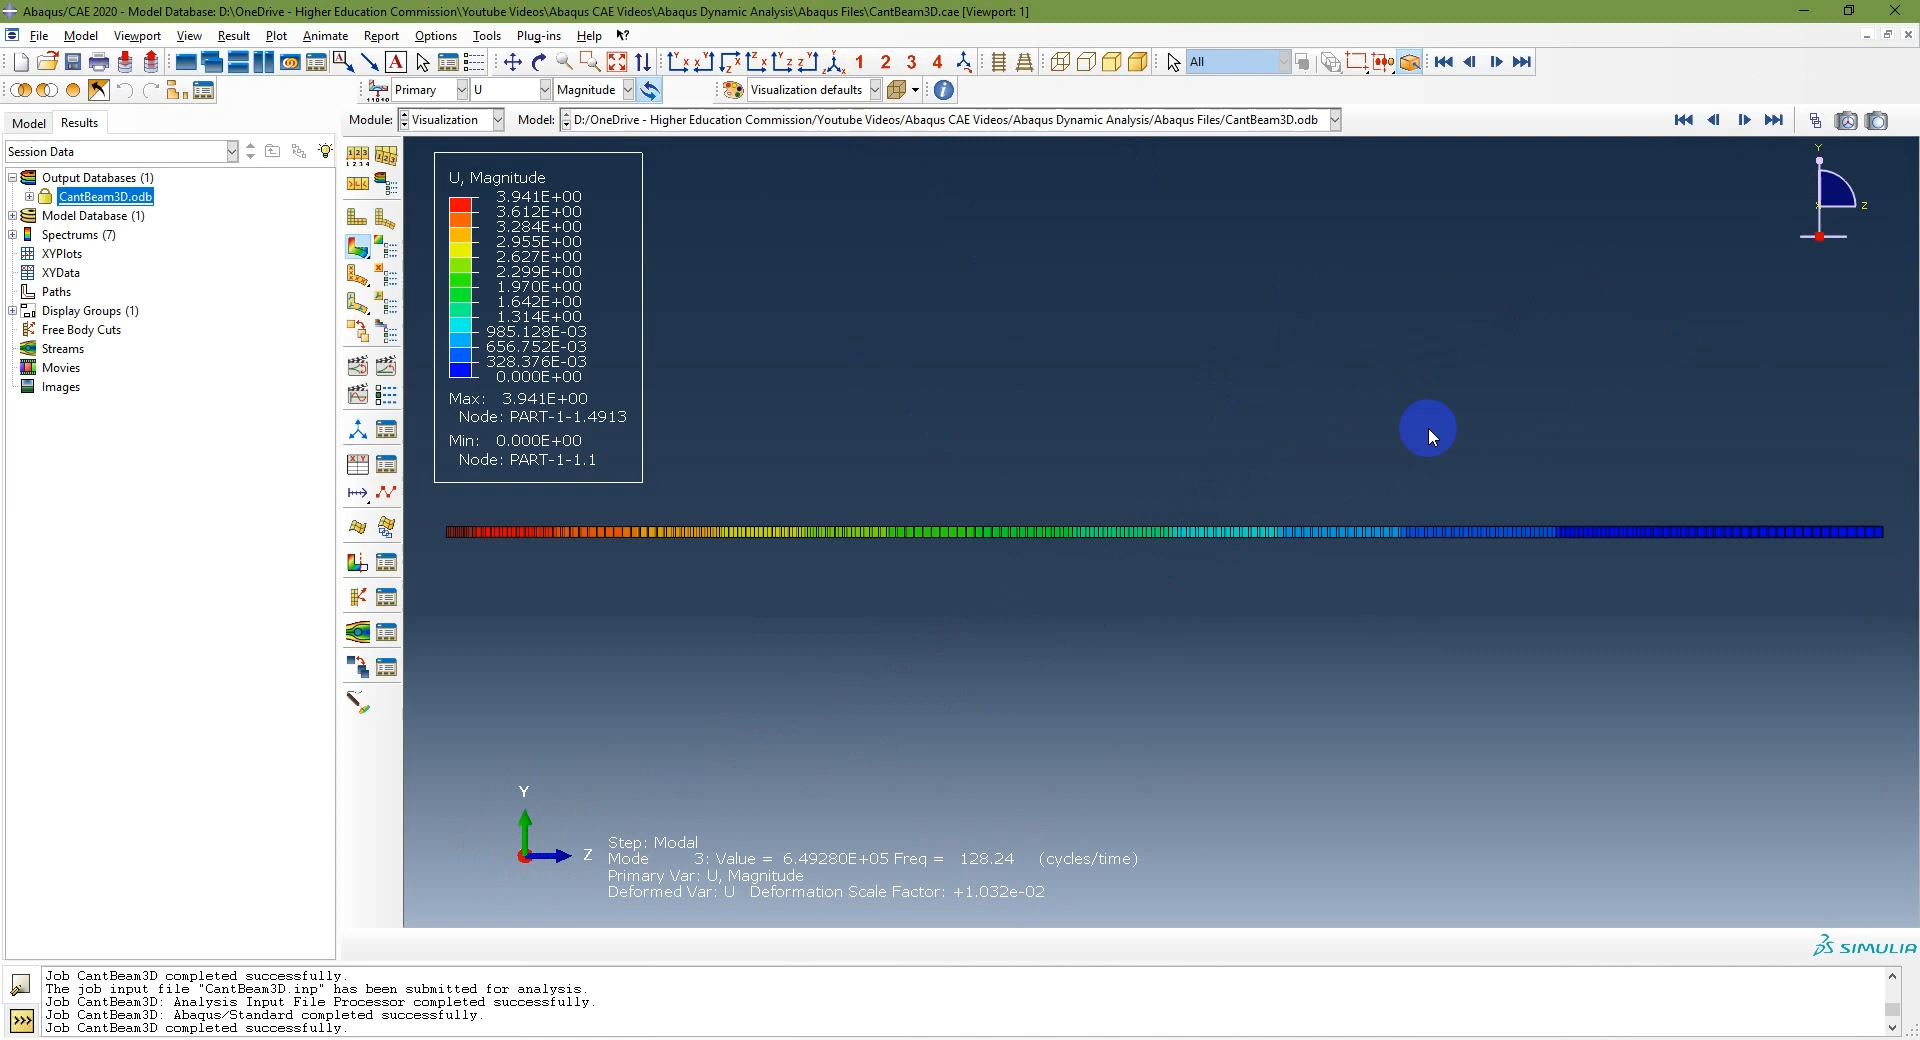 Abaqus/CAE 2020 - Model Database: D:\OneDrive - Higher Education Commission\Youtube Videos\Abaqus CAE Videos\Abaqus Dynamic Analysis\Abaqus Files\CantBeam3D.cae [Viewport: 1]
File Model Viewport View Result Plot Animate Report Options Tools Plug-ins Help
1 2 3 4 All
Primary U Magnitude Visualization defaults
Model Results Module: Visualization Model: D:/OneDrive - Higher Education Commission/Youtube Videos/Abaqus CAE Videos/Abaqus Dynamic Analysis/Abaqus Files/CantBeam3D.odb
Session Data
Output Databases (1)
CantBeam3D.odb
Model Database (1)
Spectrums (7)
XYPlots
XYData
Paths
Display Groups (1)
Free Body Cuts
Streams
Movies
Images
U, Magnitude
3.941E+00
3.612E+00
3.284E+00
2.955E+00
2.627E+00
2.299E+00
1.970E+00
1.642E+00
1.314E+00
985.128E-03
656.752E-03
328.376E-03
0.000E+00
Max: 3.941E+00
Node: PART-1-1.4913
Min: 0.000E+00
Node: PART-1-1.1
Y
X Z
Y
Z
Step: Modal
Mode 3: Value = 6.49280E+05 Freq = 128.24 (cycles/time)
Primary Var: U, Magnitude
Deformed Var: U Deformation Scale Factor: +1.032e-02
SIMULIA
Job CantBeam3D completed successfully.
The job input file "CantBeam3D.inp" has been submitted for analysis.
Job CantBeam3D: Analysis Input File Processor completed successfully.
Job CantBeam3D: Abaqus/Standard completed successfully.
Job CantBeam3D completed successfully.